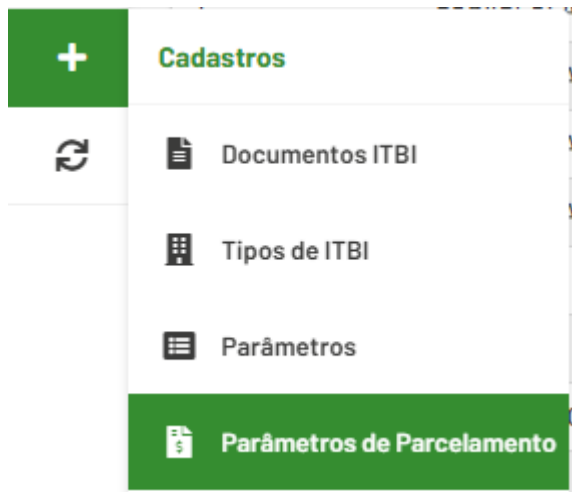 Cadastros
Documentos ITBI
Tipos de ITBI
Parâmetros
Parâmetros de Parcelamento